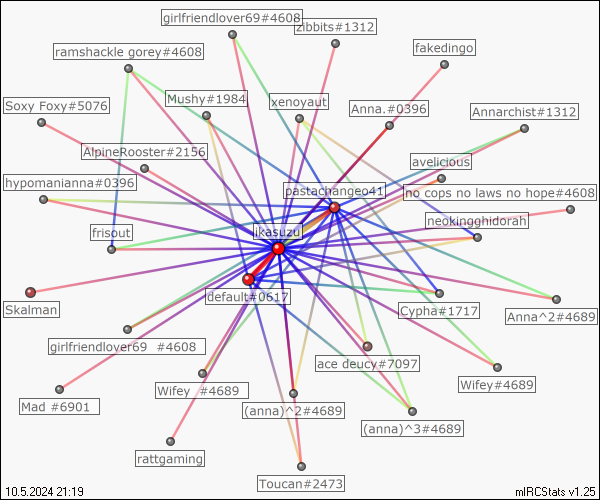 girlfriendlover69#4608
zibbits#1312
ramshackle gorey#4608
fakedingo
Mushy#1984
xenoyaut
Soxy Foxy#5076
Anna.#0396
Annarchist#1312
AlpineRooster#2156
avelicious
hypomanianna#0396
pastachangeo41
no cops no laws no hope#4608
frisout
ikasuzu
neokingghidorah
default#0617
Skalman
Cypha#1717
Anna^2#4689
girlfriendlover69 #4608
ace deucy#7097
Wifey #4689
Wifey#4689
Mad #6901
(anna)^2#4689
(anna)^3#4689
rattgaming
Toucan#2473
10.5.2024 21:19
mIRCStats v1.25